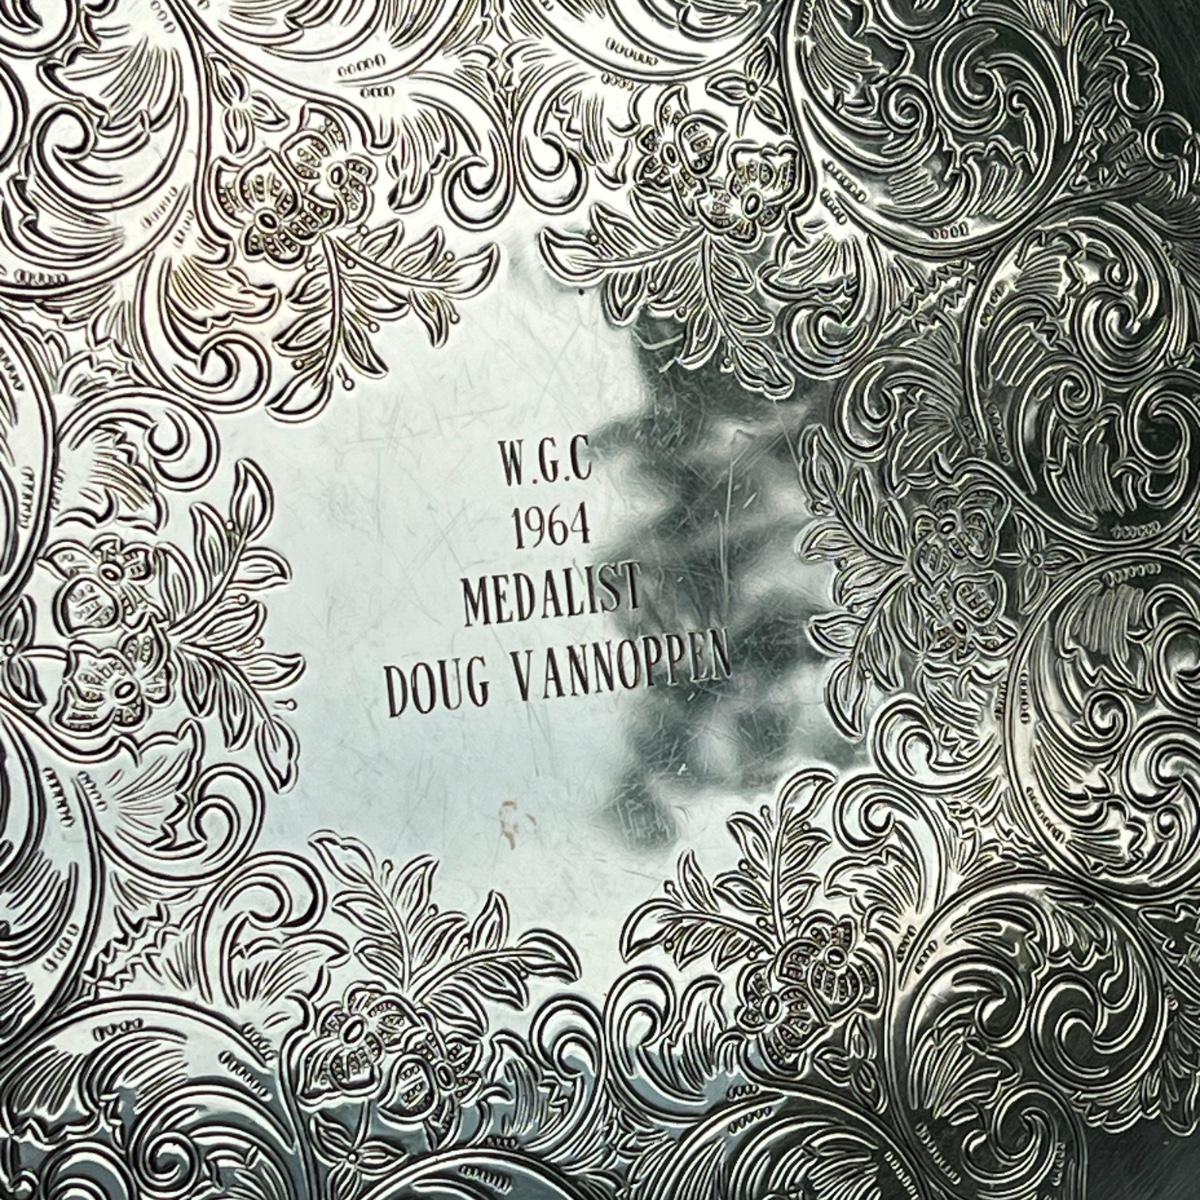 W.G.C
1964
MEDALIST
DOUG VANNOPPEN